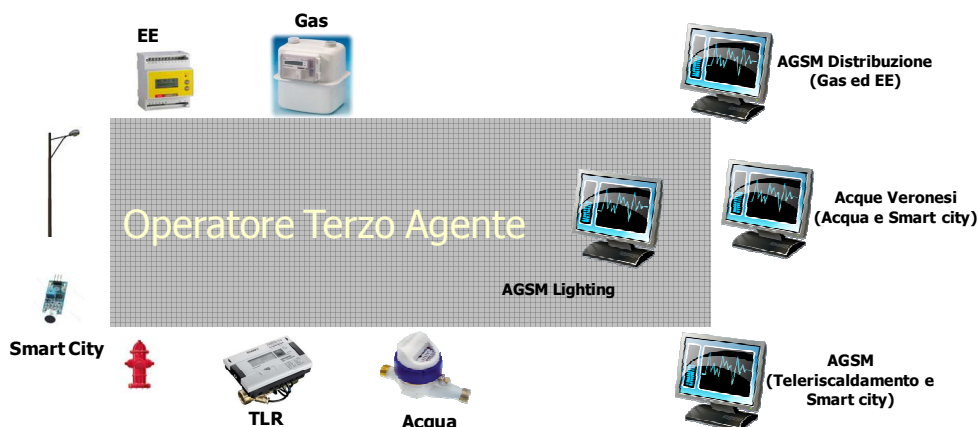 EE
Gas
AGSM Distribuzione
(Gas ed EE)
Operatore Terzo Agente
Acque Veronesi
(Acqua e Smart city)
AGSM Lighting
Smart City
TLR
Acqua
AGSM
(Teleriscaldamento e
Smart city)